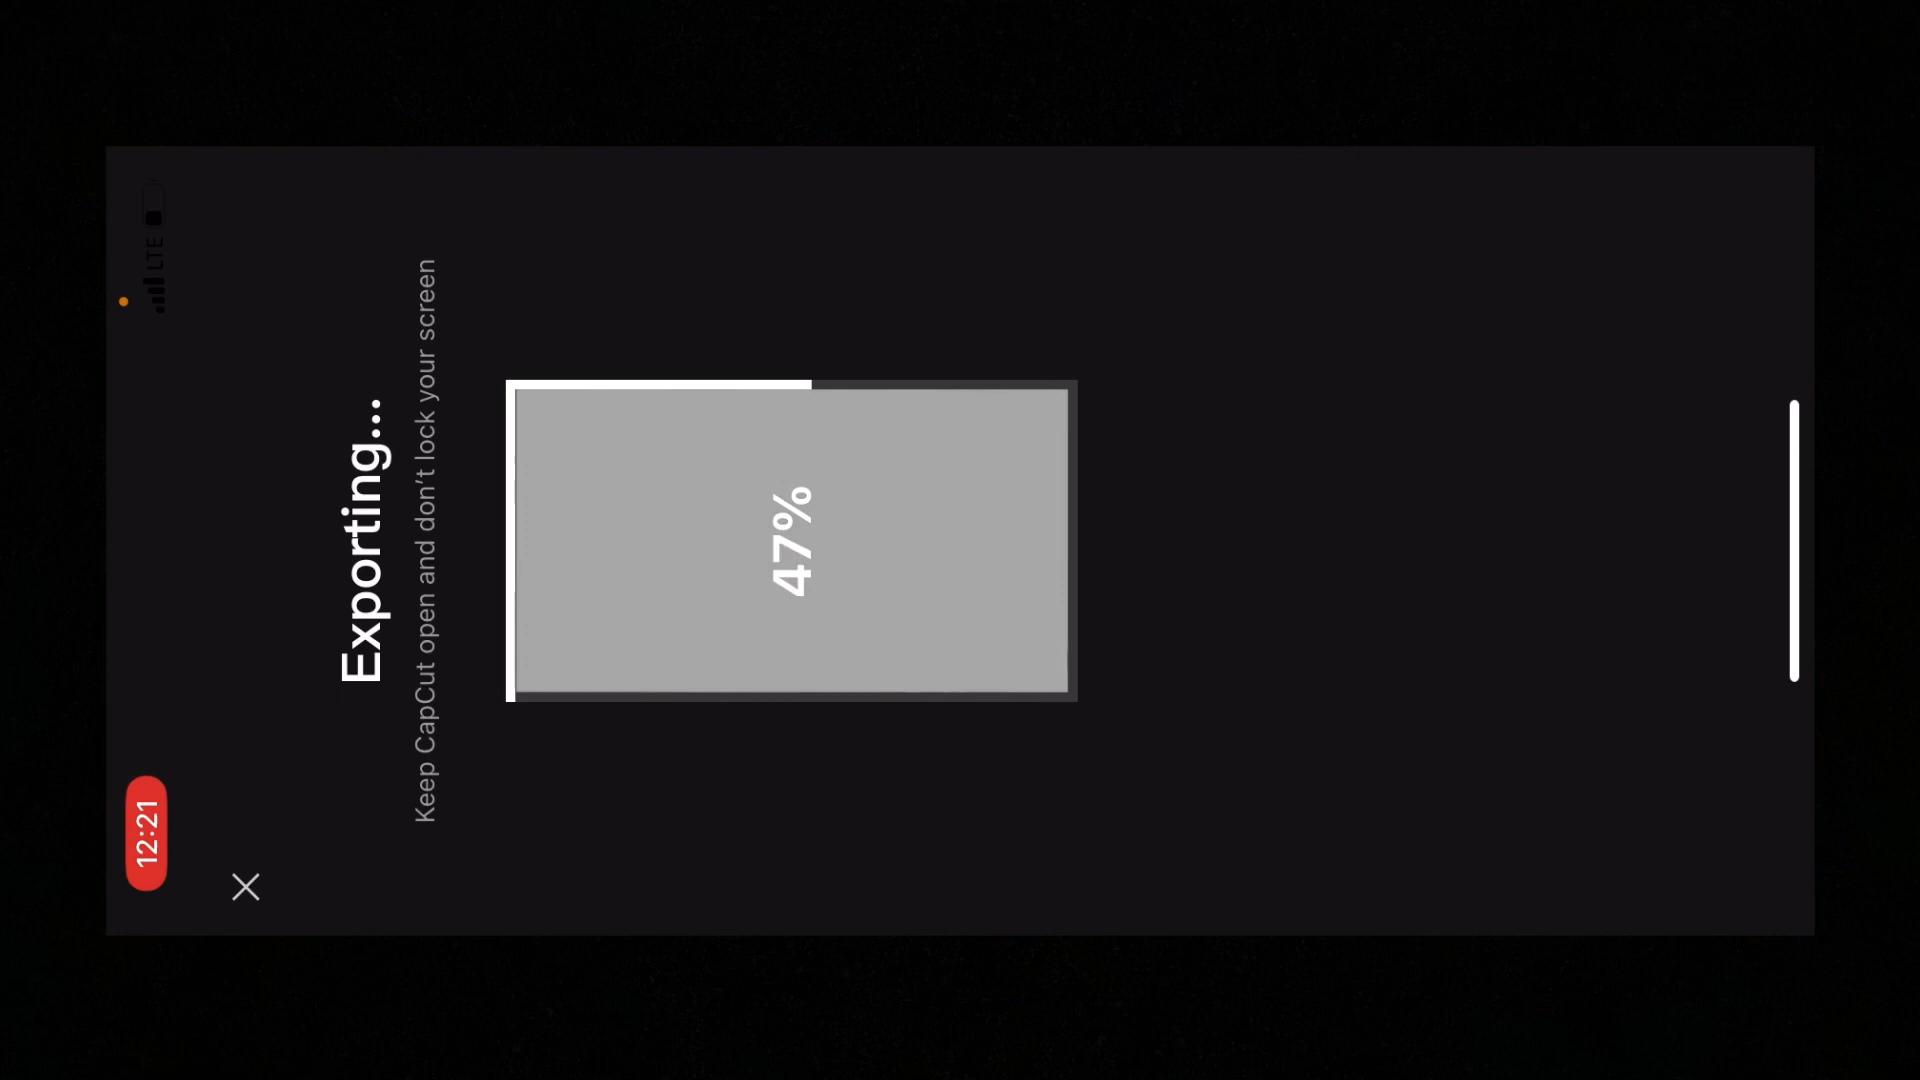 12:21
LTE
Exporting...
Keep CapCut open and don't lock your screen
47%